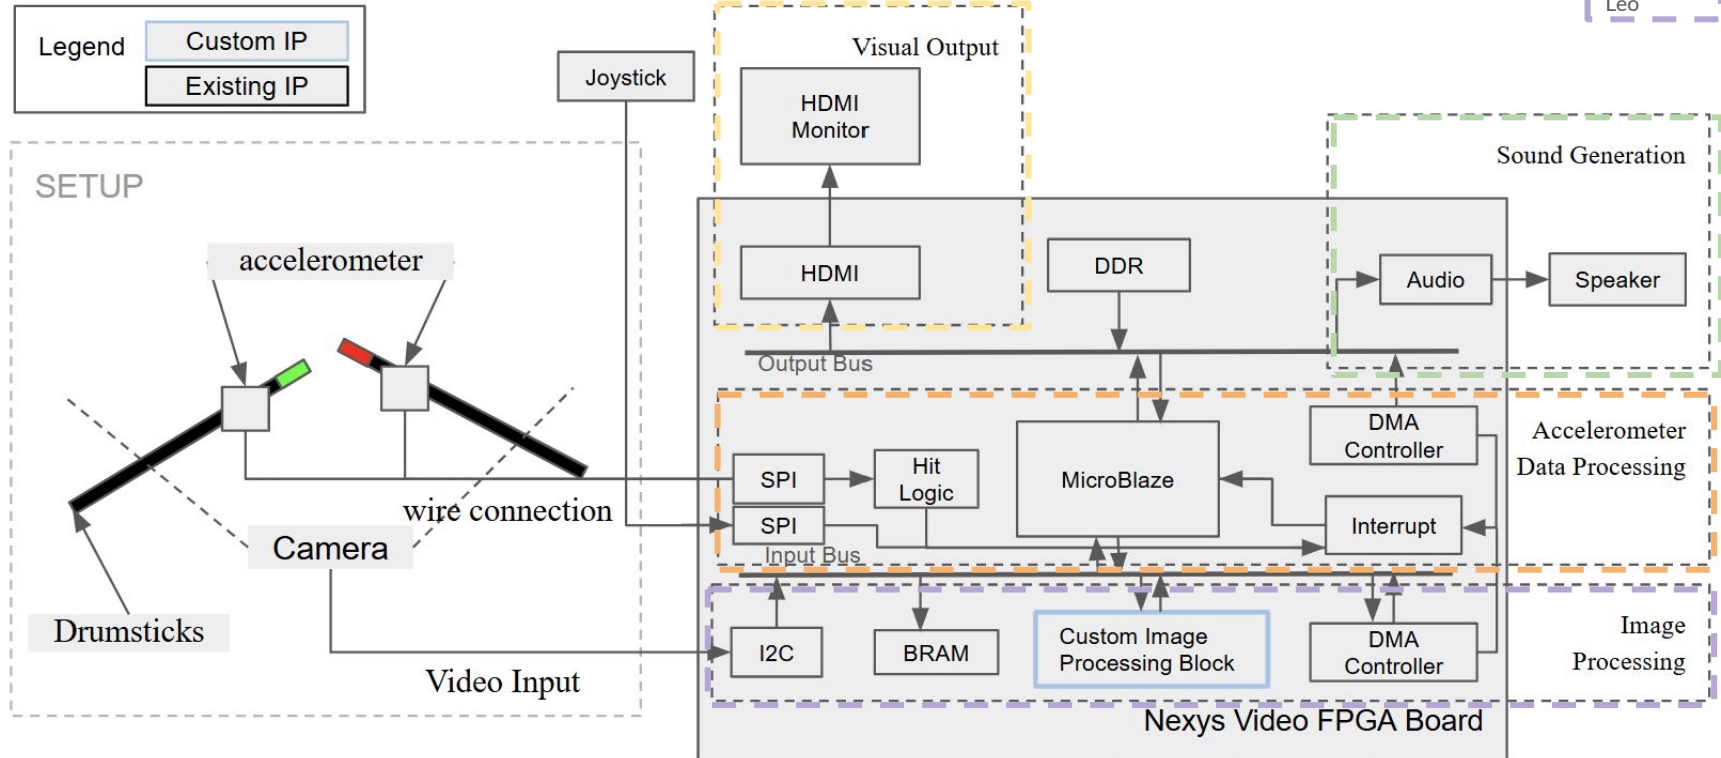 Leo
Legend
Custom IP
Existing IP
Joystick
Visual Output
HDMI
Monitor
Sound Generation
SETUP
accelerometer
HDMI
DDR
Audio
Speaker
Output Bus
DMA
Controller
Accelerometer
Data Processing
SPI
Hit
Logic
MicroBlaze
wire connection
SPI
Interrupt
Input Bus
Camera
Drumsticks
I2C
BRAM
Custom Image
Processing Block
DMA
Controller
Image
Processing
Video Input
Nexys Video FPGA Board